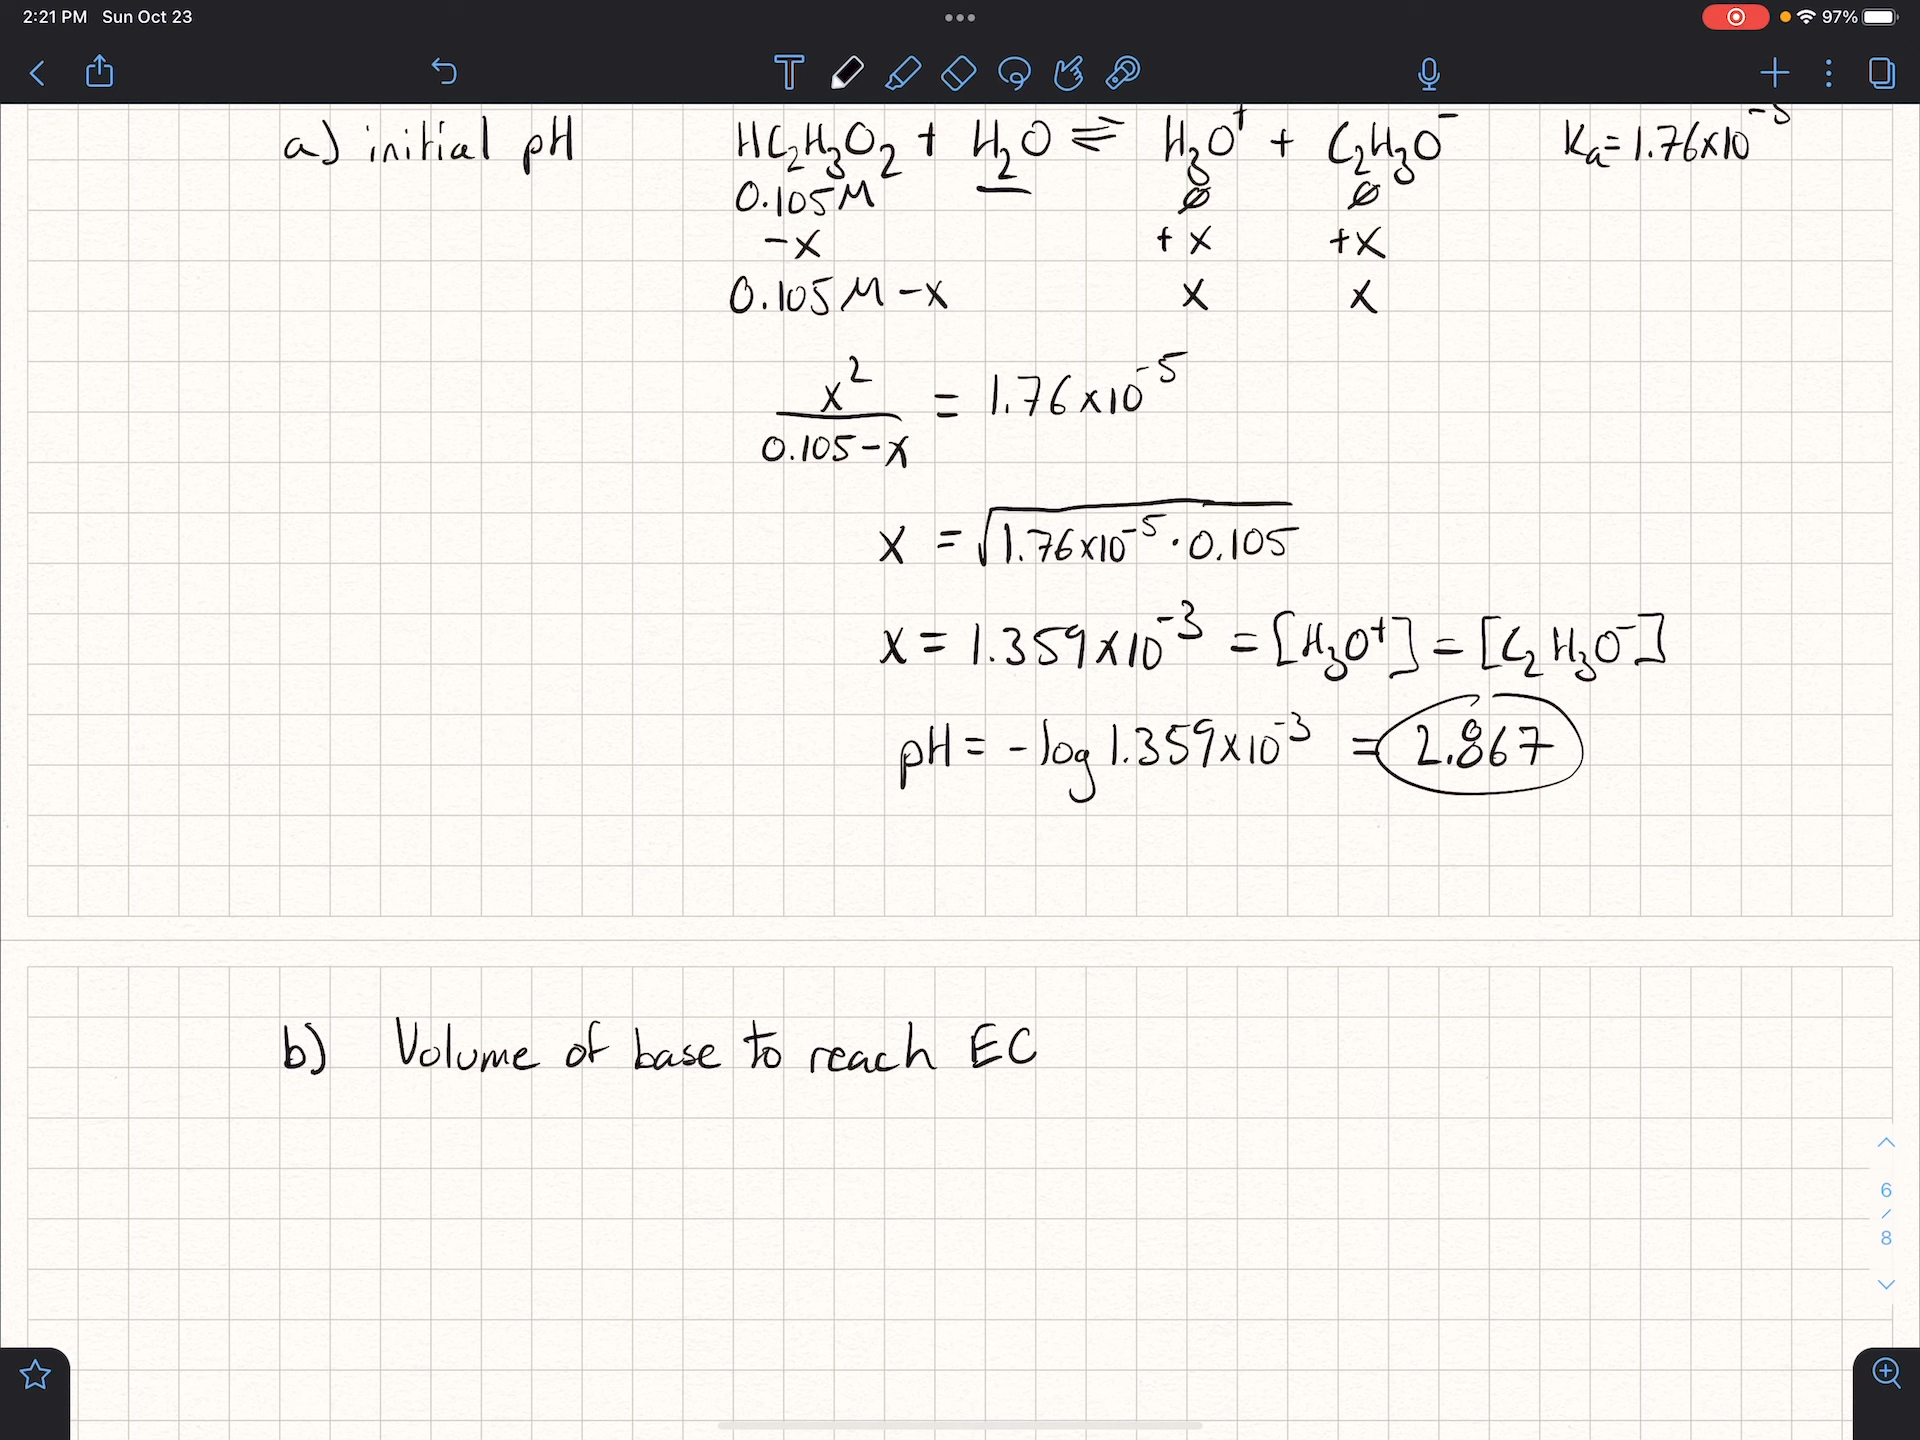 2:21 PM Sun Oct 23
97%
a) initial pH HC₂H₃O₂ + H₂O ⇌ H₃O⁺ + C₂H₃O⁻ Ka = 1.76x10⁻⁵
0.105M ∅ ∅
-x +x +x
0.105M-x x x
x² / 0.105-x = 1.76x10⁻⁵
x = √1.76x10⁻⁵·0.105
x = 1.359x10⁻³ = [H₃O⁺] = [C₂H₃O⁻]
pH = -log 1.359x10⁻³ = 2.867
b) Volume of base to reach EC
6
/
8